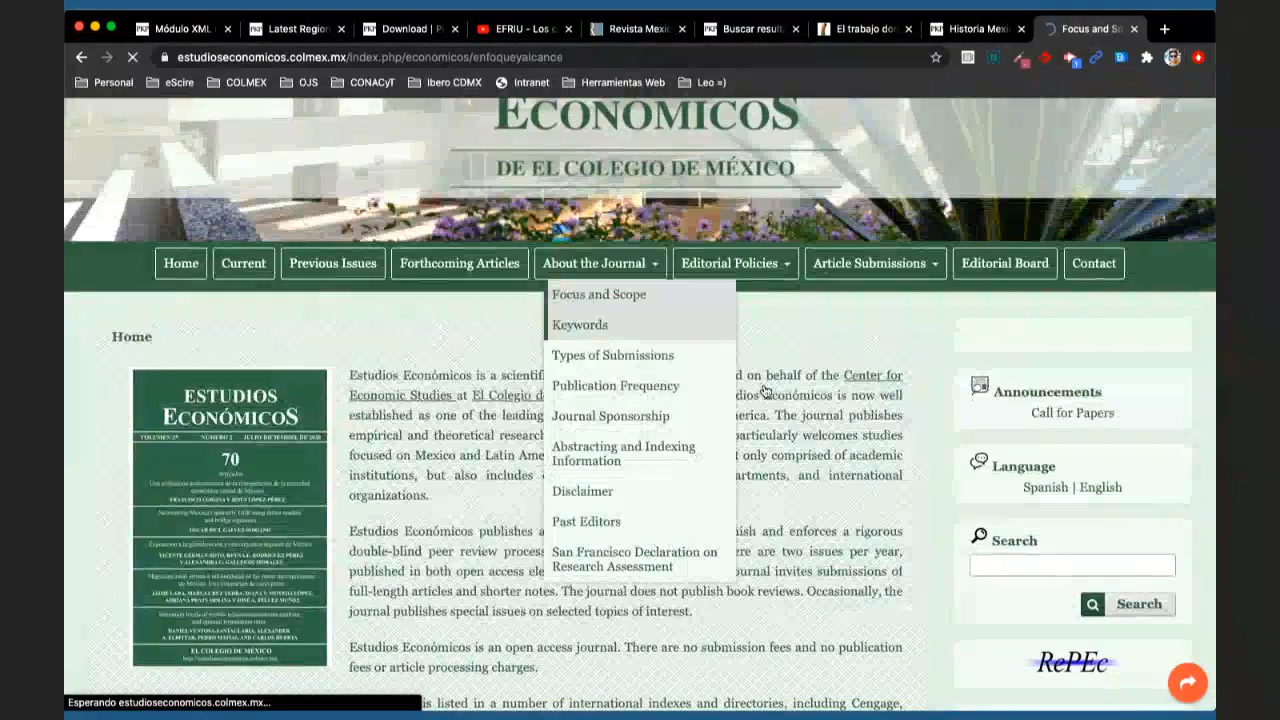 Módulo XML
Latest Region
Download | P
EFRIU - Los c
Revista Mexic
Buscar result
El trabajo dor
Historia Mexi
Focus and Sc
estudioseconomicos.colmex.mx/index.php/economicos/enfoqueyalcance
Personal
eScire
COLMEX
OJS
CONACyT
Ibero CDMX
Intranet
Herramientas Web
Leo =)
ECONÓMICOS
DE EL COLEGIO DE MÉXICO
Home
Current
Previous Issues
Forthcoming Articles
About the Journal
Editorial Policies
Article Submissions
Editorial Board
Contact
Focus and Scope
Keywords
Types of Submissions
Publication Frequency
Journal Sponsorship
Abstracting and Indexing
Information
Disclaimer
Past Editors
San Francisco Declaration on
Research Assessment
Home
ESTUDIOS
ECONÓMICOS
VOLUMEN 35 NÚMERO 2 JULIO-DICIEMBRE DE 2020
70
EL COLEGIO DE MÉXICO
Estudios Económicos is a scientif d on behalf of the Center for
Economic Studies at El Colegio d dios Económicos is now well
established as one of the leading merica. The journal publishes
empirical and theoretical research particularly welcomes studies
focused on Mexico and Latin Ame t only comprised of academic
institutions, but also includes artments, and international
organizations.
Estudios Económicos publishes a ish and enforces a rigorous
double-blind peer review process re are two issues per year,
published in both open access ele ournal invites submissions of
full-length articles and shorter notes. The journal does not publish book reviews. Occasionally, the
journal publishes special issues on selected topics of interest.
Estudios Económicos is an open access journal. There are no submission fees and no publication
fees or article processing charges.
is listed in a number of international indexes and directories, including Cengage,
Announcements
Call for Papers
Language
Spanish | English
Search
Search
RePEc
Esperando estudioseconomicos.colmex.mx...